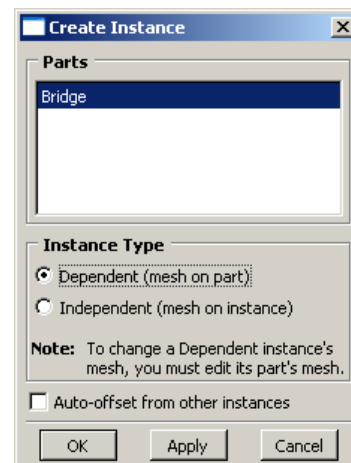 Create Instance
Parts
Bridge
Instance Type
Dependent (mesh on part)
Independent (mesh on instance)
Note: To change a Dependent instance's
mesh, you must edit its part's mesh.
Auto-offset from other instances
OK Apply Cancel